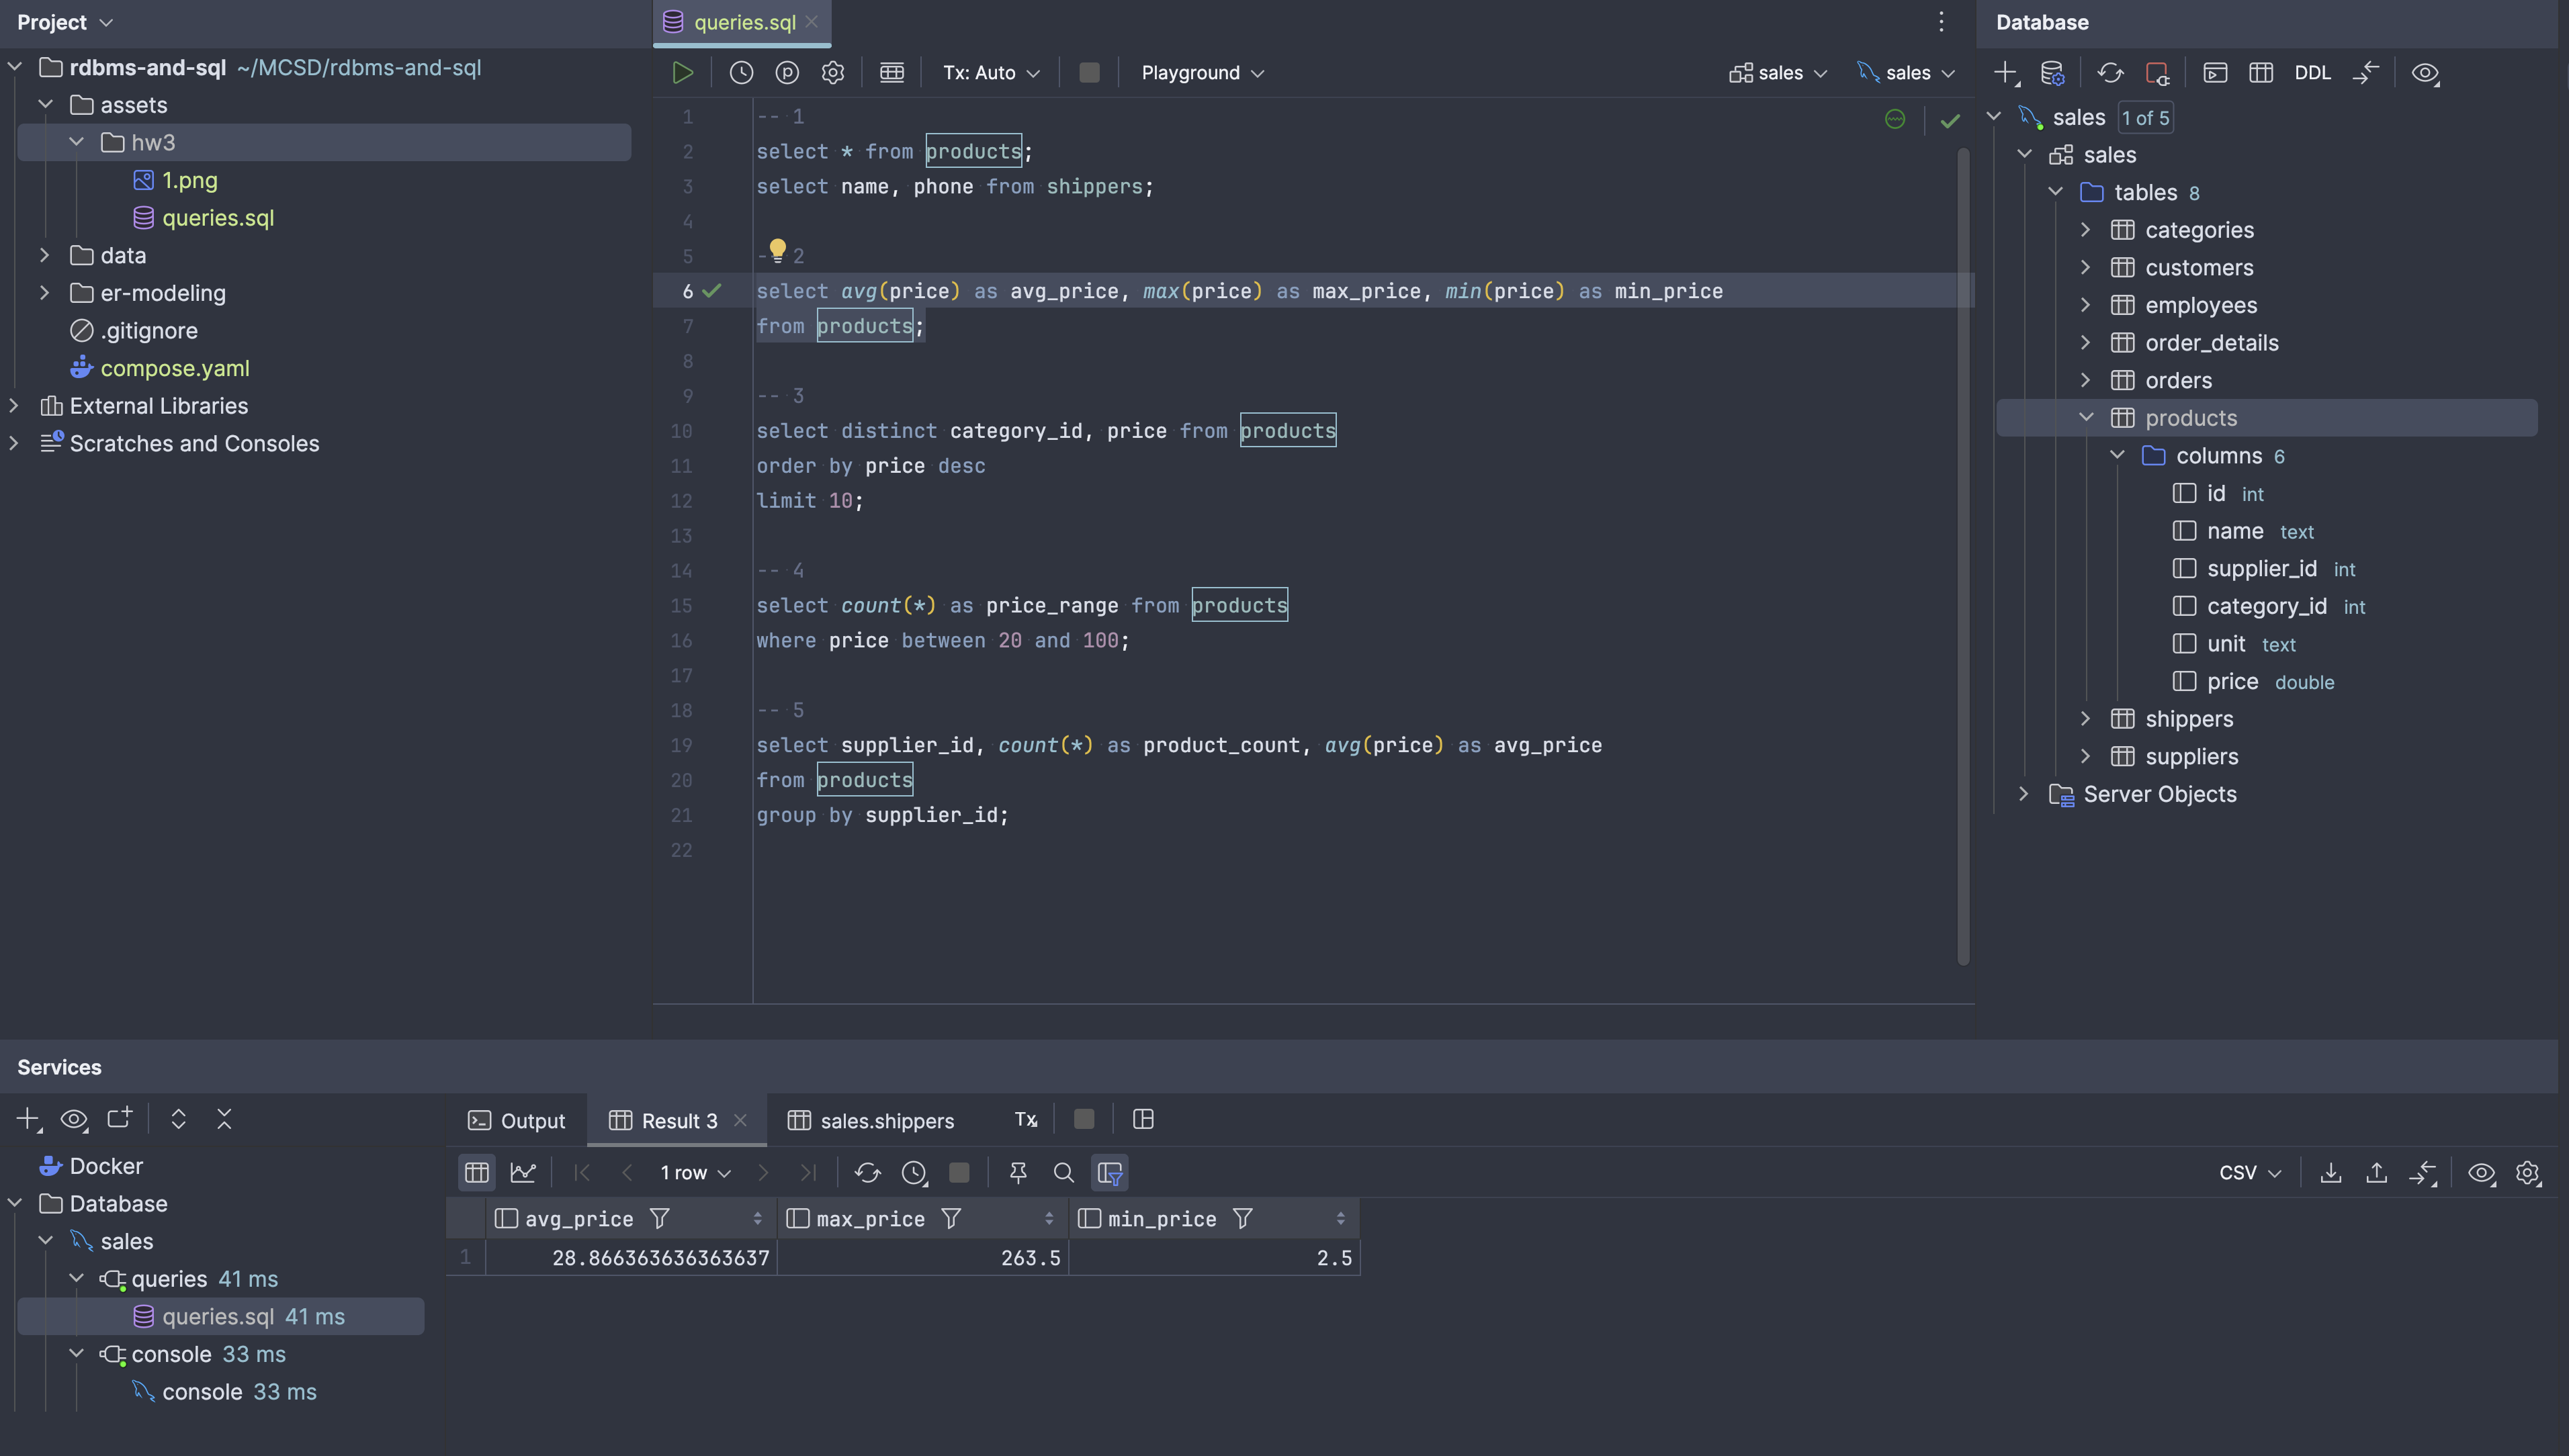 Project
rdbms-and-sql ~/MCSD/rdbms-and-sql
assets
hw3
1.png
queries.sql
data
er-modeling
.gitignore
compose.yaml
External Libraries
Scratches and Consoles
queries.sql
Tx: Auto
Playground
sales
sales
1 -- 1
2 select * from products;
3 select name, phone from shippers;
4
5 - 2
6 select avg(price) as avg_price, max(price) as max_price, min(price) as min_price
7 from products;
8
9 -- 3
10 select distinct category_id, price from products
11 order by price desc
12 limit 10;
13
14 -- 4
15 select count(*) as price_range from products
16 where price between 20 and 100;
17
18 -- 5
19 select supplier_id, count(*) as product_count, avg(price) as avg_price
20 from products
21 group by supplier_id;
22
Database
DDL
sales 1 of 5
sales
tables 8
categories
customers
employees
order_details
orders
products
columns 6
id int
name text
supplier_id int
category_id int
unit text
price double
shippers
suppliers
Server Objects
Services
Docker
Database
sales
queries 41 ms
queries.sql 41 ms
console 33 ms
console 33 ms
Output
Result 3
sales.shippers
Tx
1 row
CSV
avg_price max_price min_price
1 28.866363636363637 263.5 2.5